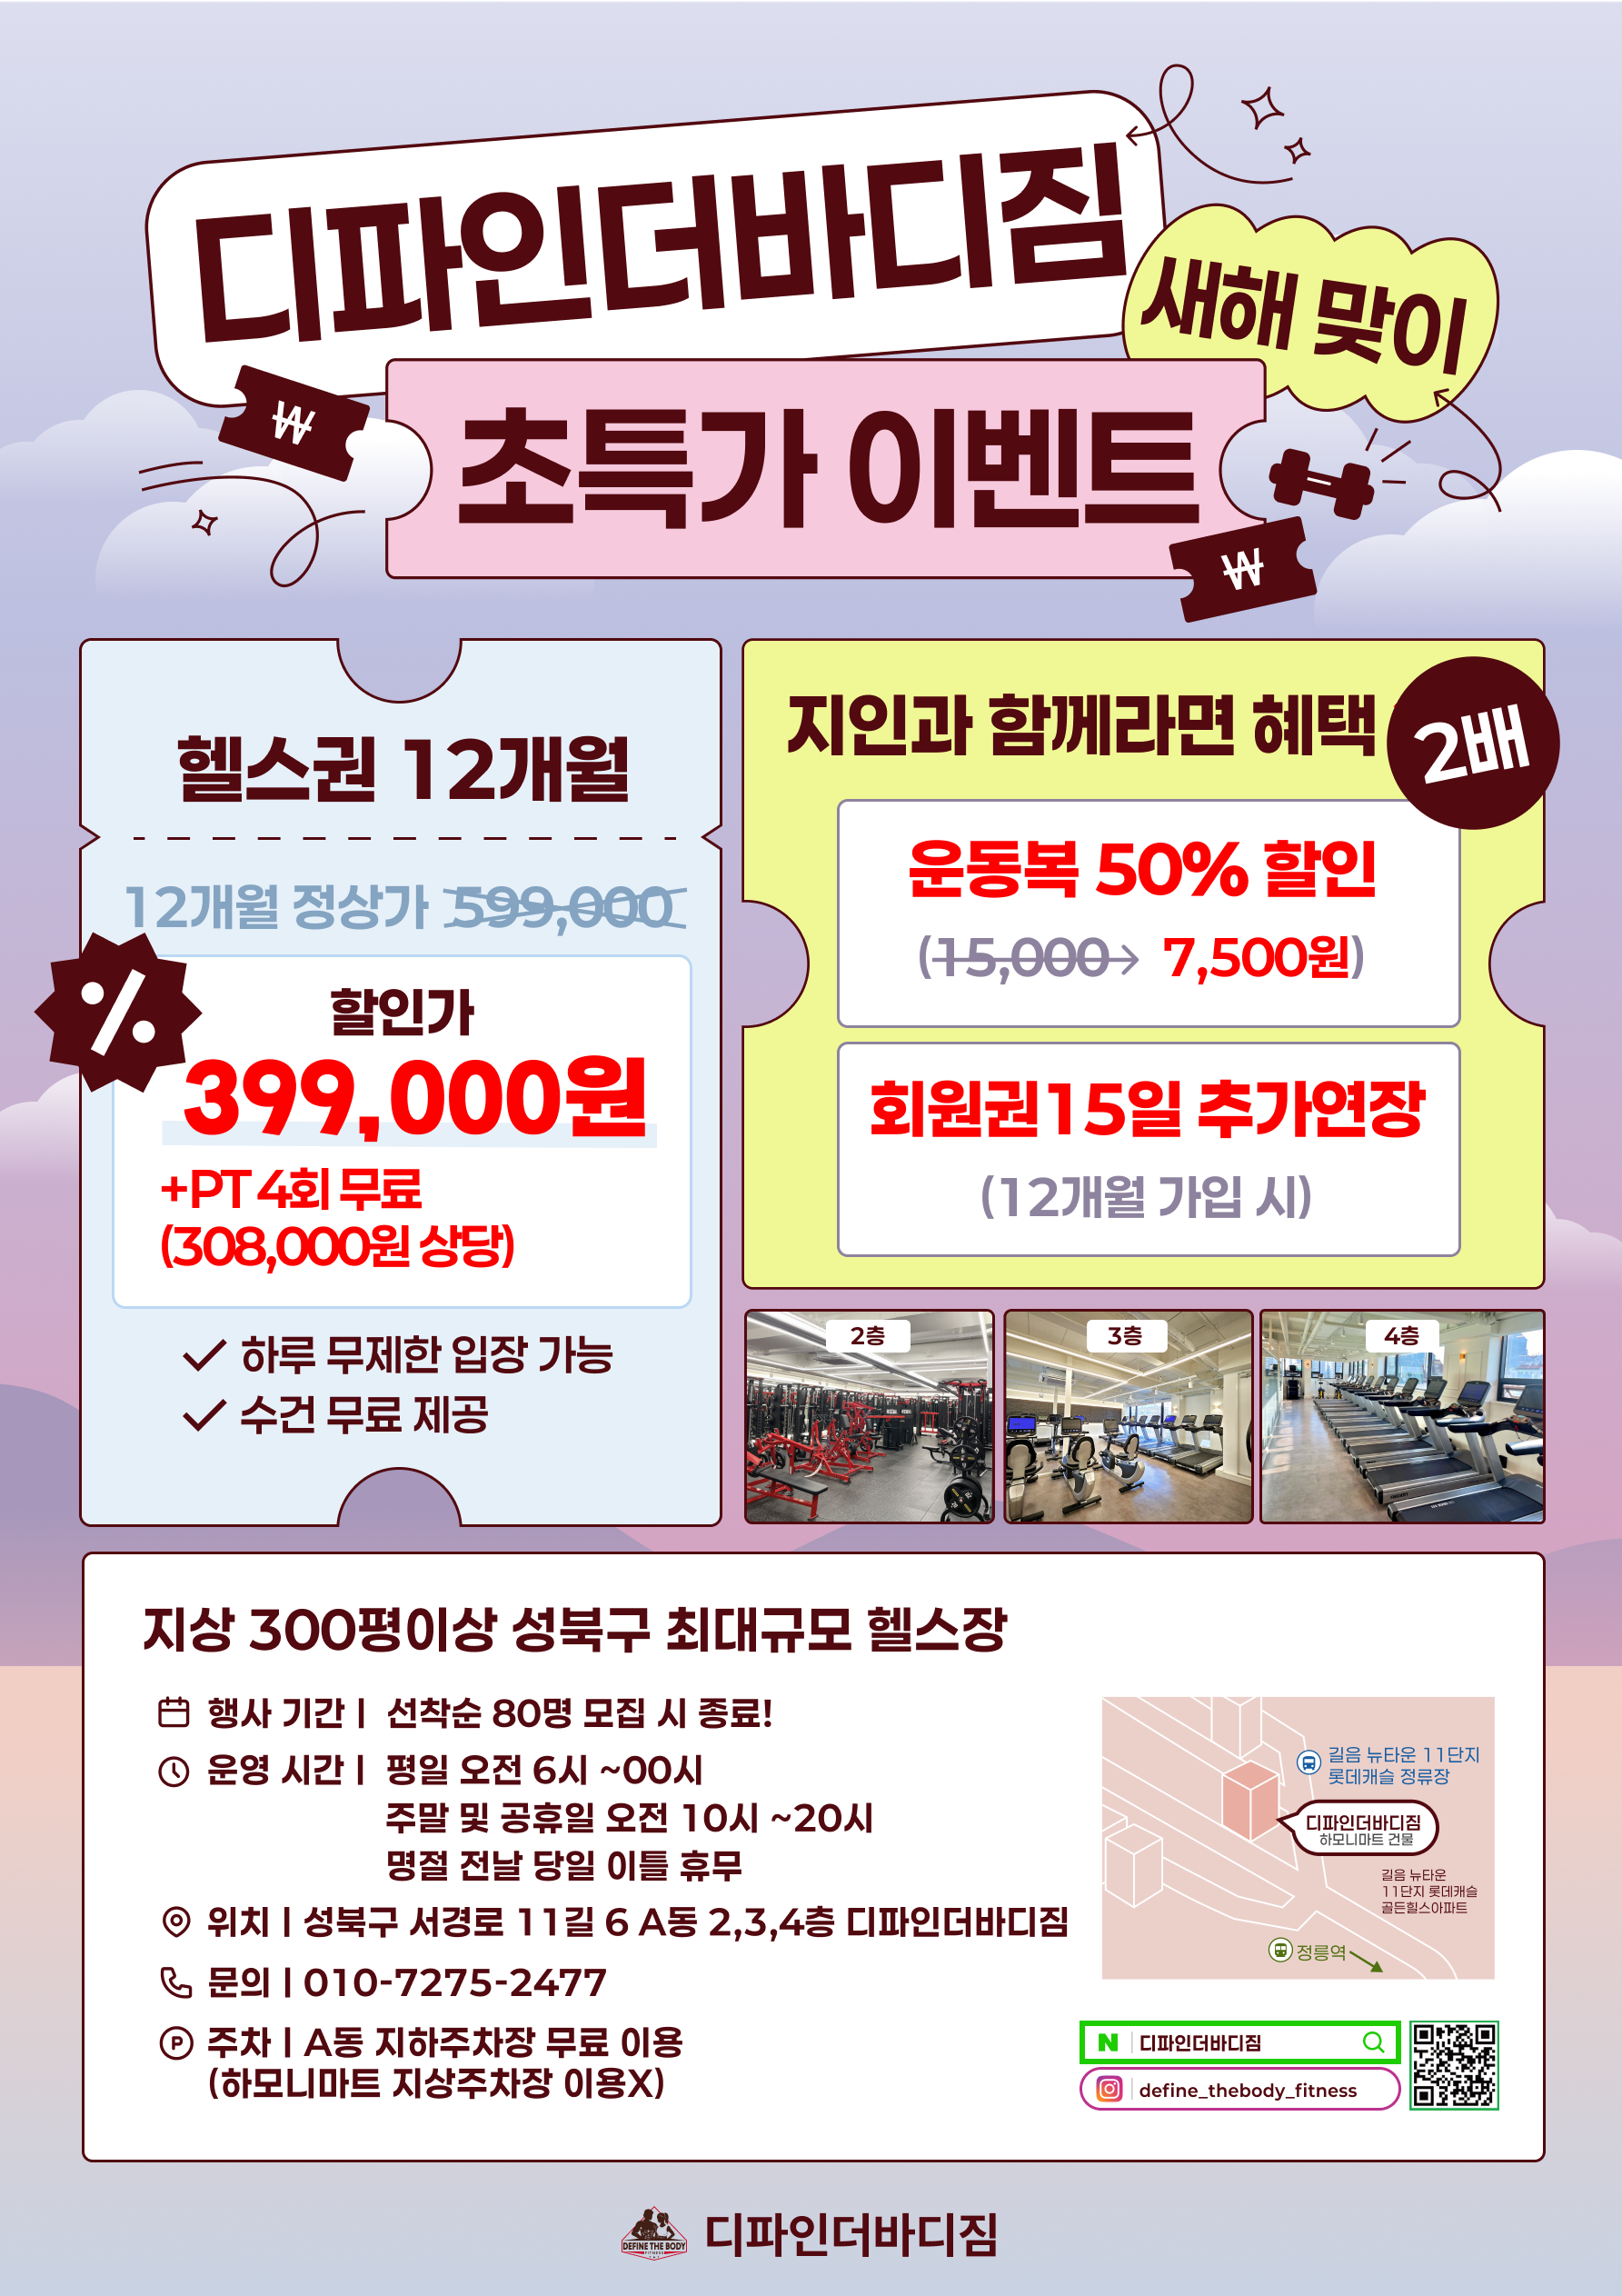 디파인더바디짐
새해 맞이
초특가 이벤트
₩
₩
헬스권 12개월
12개월 정상가 599,000
%
할인가
399,000원
+PT 4회 무료
(308,000원 상당)
하루 무제한 입장 가능
수건 무료 제공
지인과 함께라면 혜택
2배
운동복 50% 할인
(15,000→ 7,500원)
회원권15일 추가연장
(12개월 가입 시)
2층
3층
4층
지상 300평이상 성북구 최대규모 헬스장
행사 기간 | 선착순 80명 모집 시 종료!
운영 시간 | 평일 오전 6시 ~00시
주말 및 공휴일 오전 10시 ~20시
명절 전날 당일 이틀 휴무
위치 | 성북구 서경로 11길 6 A동 2,3,4층 디파인더바디짐
문의 | 010-7275-2477
P 주차 | A동 지하주차장 무료 이용
(하모니마트 지상주차장 이용X)
길음 뉴타운 11단지
롯데캐슬 정류장
디파인더바디짐
하모니마트 건물
길음 뉴타운
11단지 롯데캐슬
골든힐스아파트
정릉역
N 디파인더바디짐
define_thebody_fitness
DEFINE THE BODY
FITNESS
디파인더바디짐